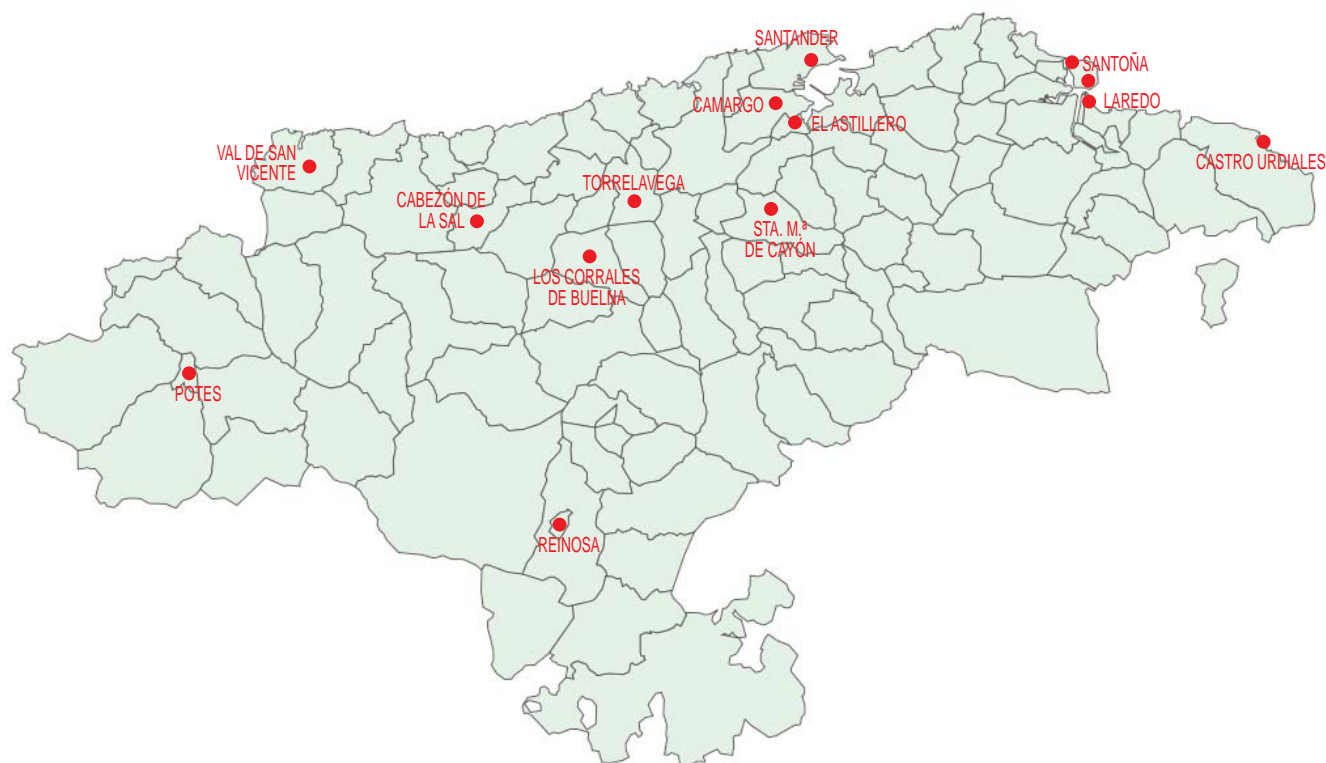 SANTANDER
SANTOÑA
CAMARGO
LAREDO
EL ASTILLERO
VAL DE SAN
VICENTE
CASTRO URDIALES
TORRELAVEGA
CABEZÓN DE
LA SAL
STA. M.ª
DE CAYÓN
LOS CORRALES
DE BUELNA
POTES
REINOSA